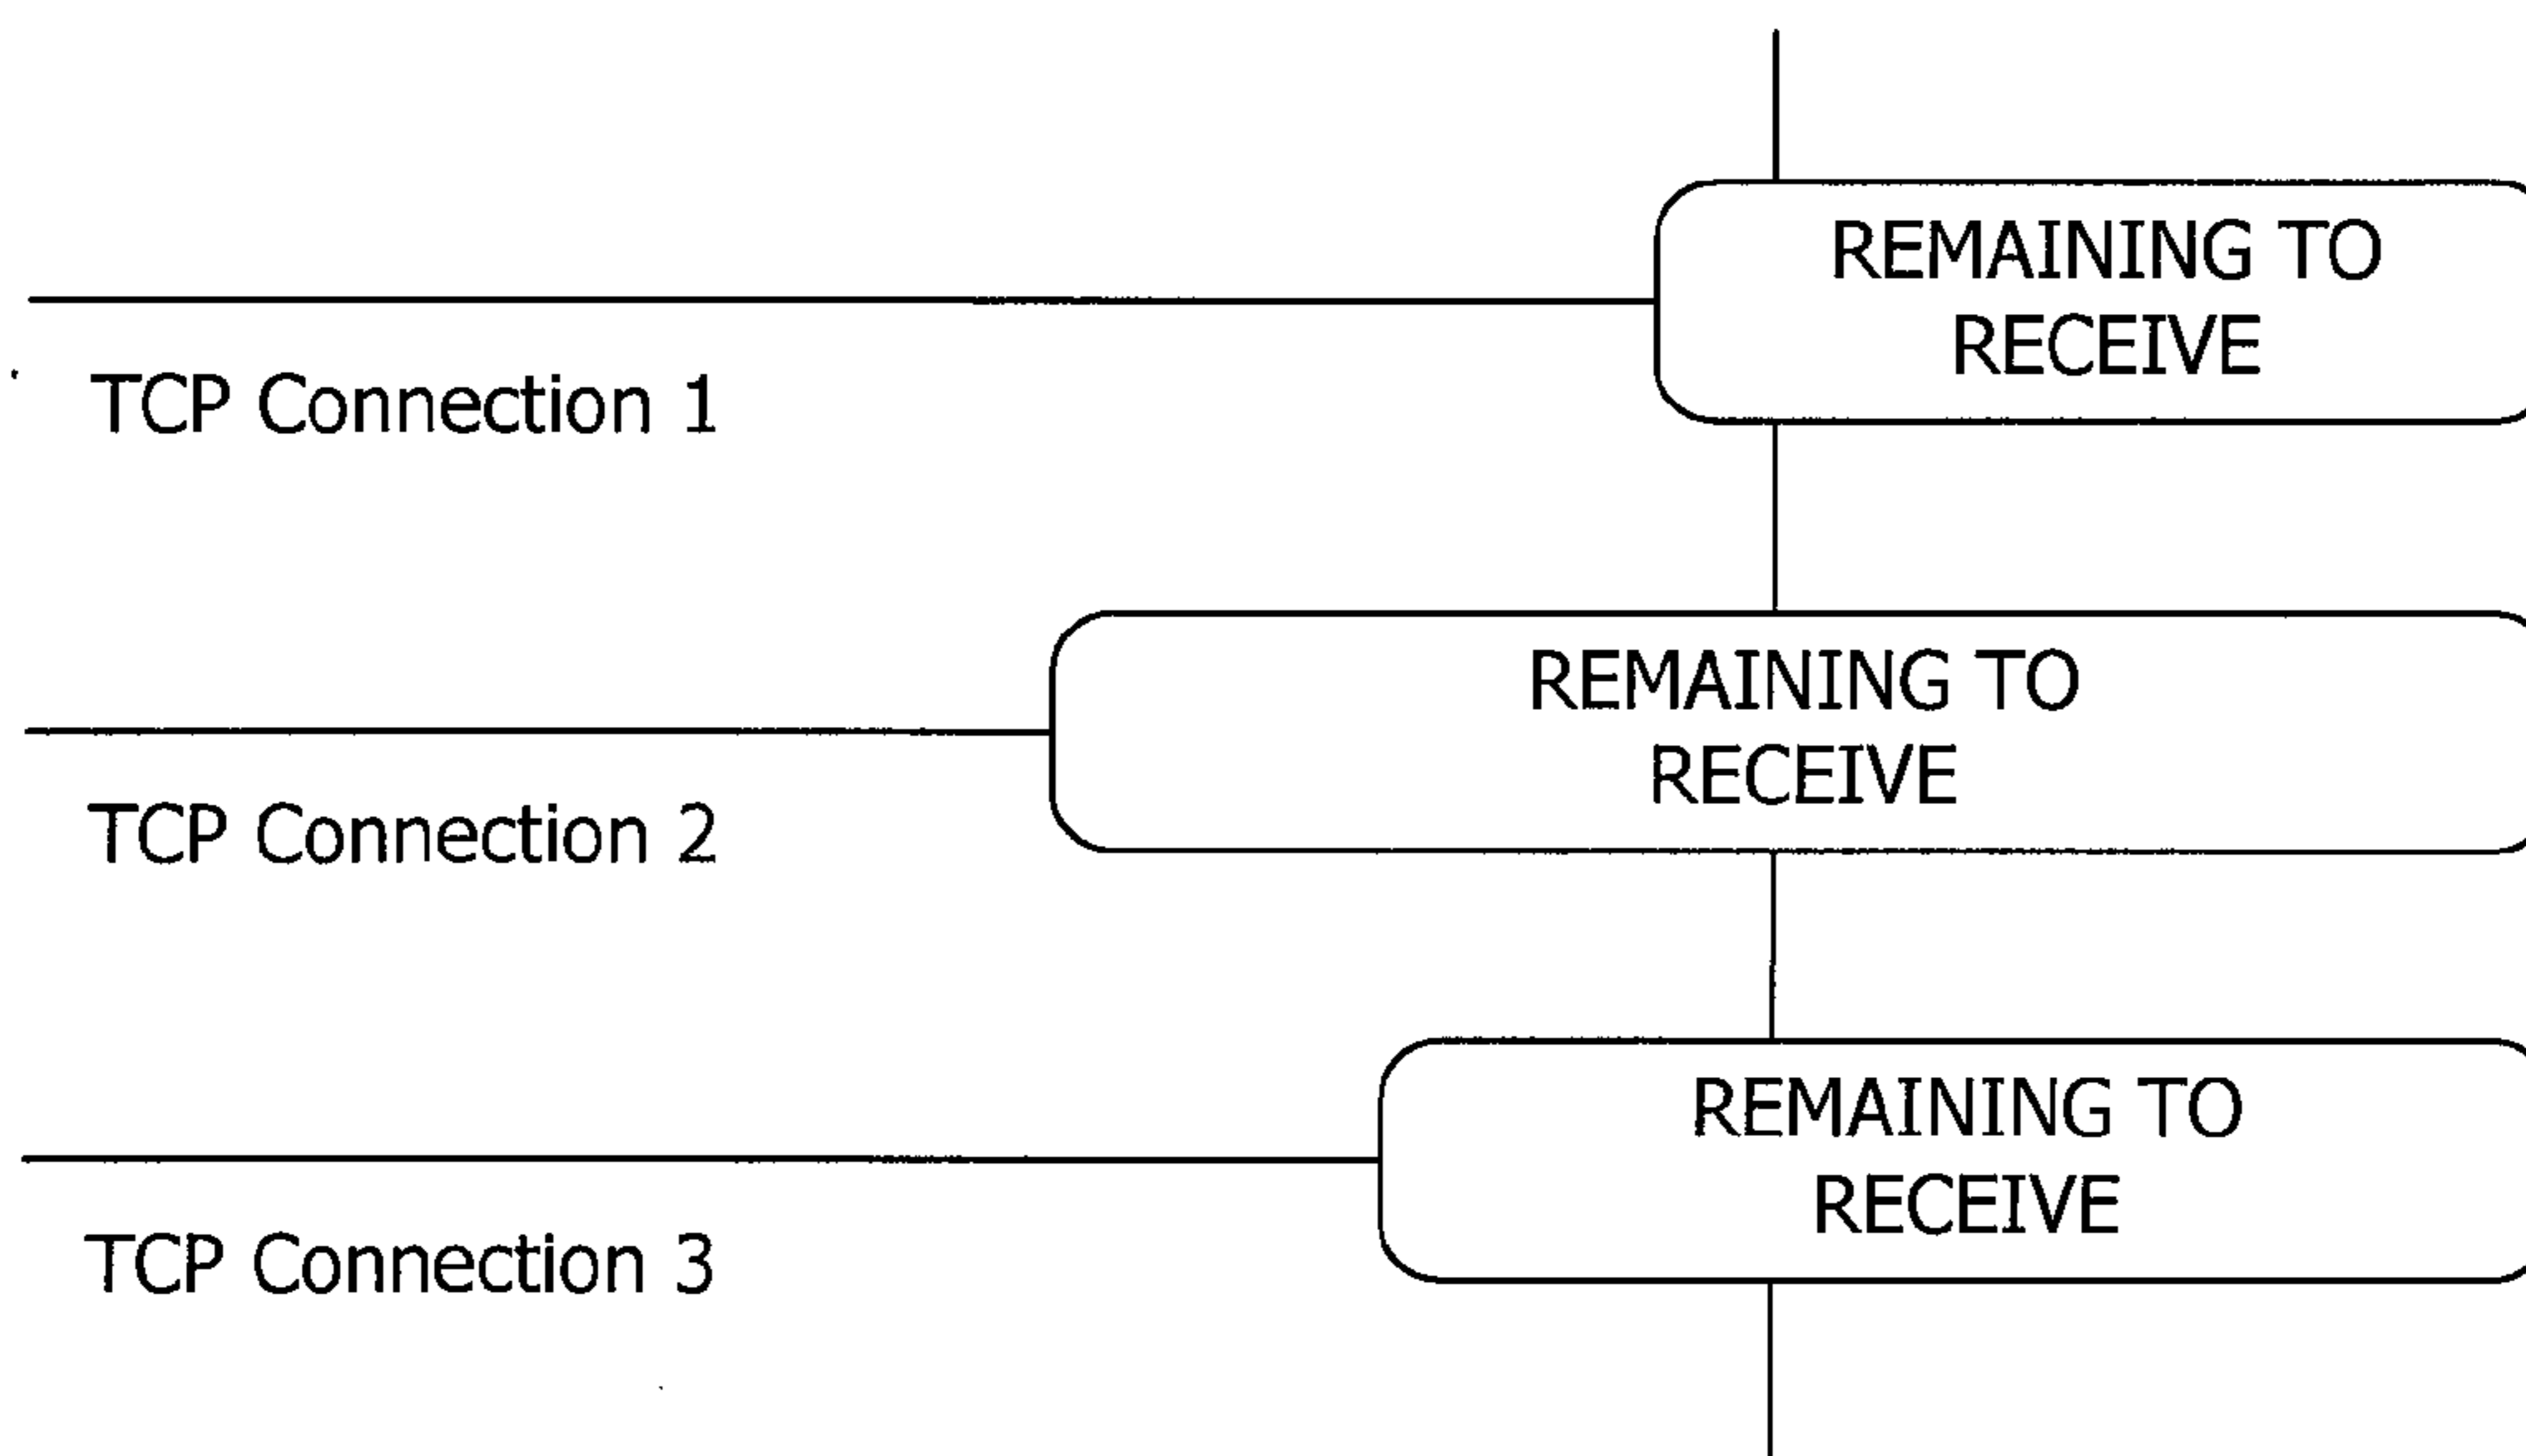 REMAINING TO
RECEIVE
TCP Connection 1
REMAINING TO
RECEIVE
TCP Connection 2
REMAINING TO
RECEIVE
TCP Connection 3